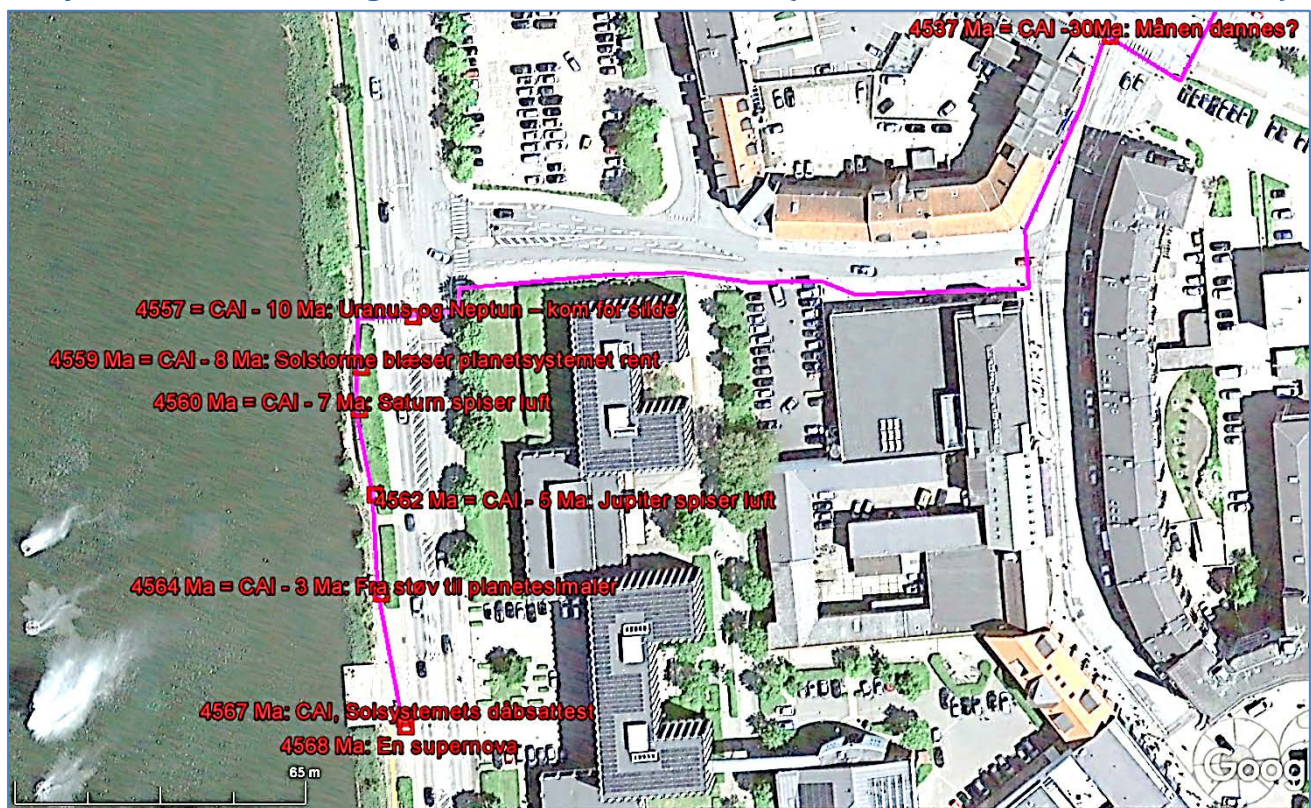 4537 Ma = CAI -30Ma: Månen dannes?
4557 = CAI - 10 Ma: Uranus og Neptun – kom for silde
4559 Ma = CAI - 8 Ma: Solstorme blæser planetsystemet rent
4560 Ma = CAI - 7 Ma: Saturn spiser luft
4562 Ma = CAI - 5 Ma: Jupiter spiser luft
4564 Ma = CAI - 3 Ma: Fra støv til planetesimaler
4567 Ma: CAI, Solsystemets dåbsattest
4568 Ma: En supernova
65 m
Goog